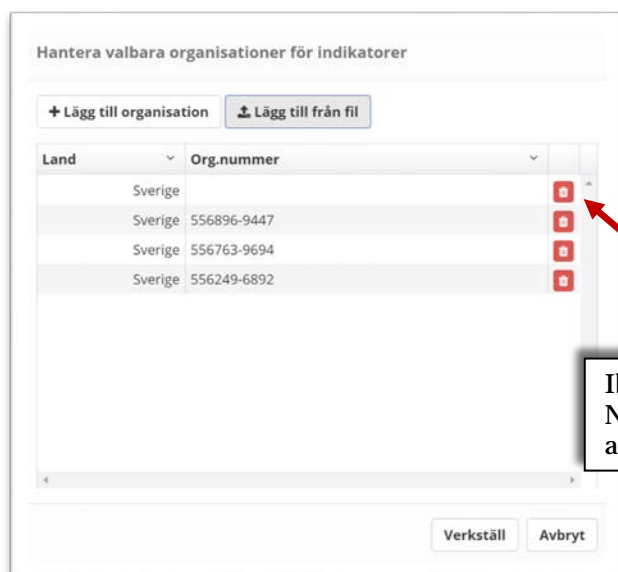 Hantera valbara organisationer för indikatorer
+ Lägg till organisation Lägg till från fil
Land Org.nummer
Sverige
Sverige 556896-9447
Sverige 556763-9694
Sverige 556249-6892
Verkställ Avbryt